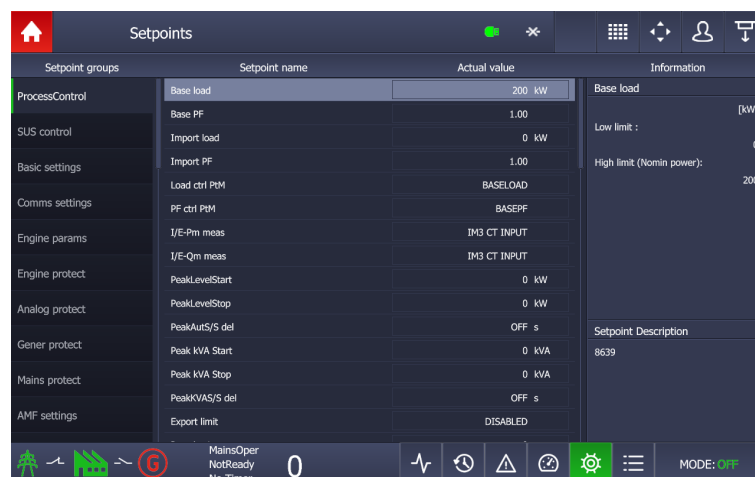 Setpoints
Setpoint groups
Setpoint name
Actual value
Information
ProcessControl
SUS control
Basic settings
Comms settings
Engine params
Engine protect
Analog protect
Gener protect
Mains protect
AMF settings
Base load 200 kW
Base PF 1.00
Import load 0 kW
Import PF 1.00
Load ctrl PtM BASELOAD
PF ctrl PtM BASEPF
I/E-Pm meas IM3 CT INPUT
I/E-Qm meas IM3 CT INPUT
PeakLevelStart 0 kW
PeakLevelStop 0 kW
PeakAutS/S del OFF s
Peak kVA Start 0 kVA
Peak kVA Stop 0 kVA
PeakKVAS/S del OFF s
Export limit DISABLED
Base load
[kW
Low limit :
0
High limit (Nomin power):
200
Setpoint Description
8639
G
MainsOper
NotReady
No Timer
0
MODE: OFF